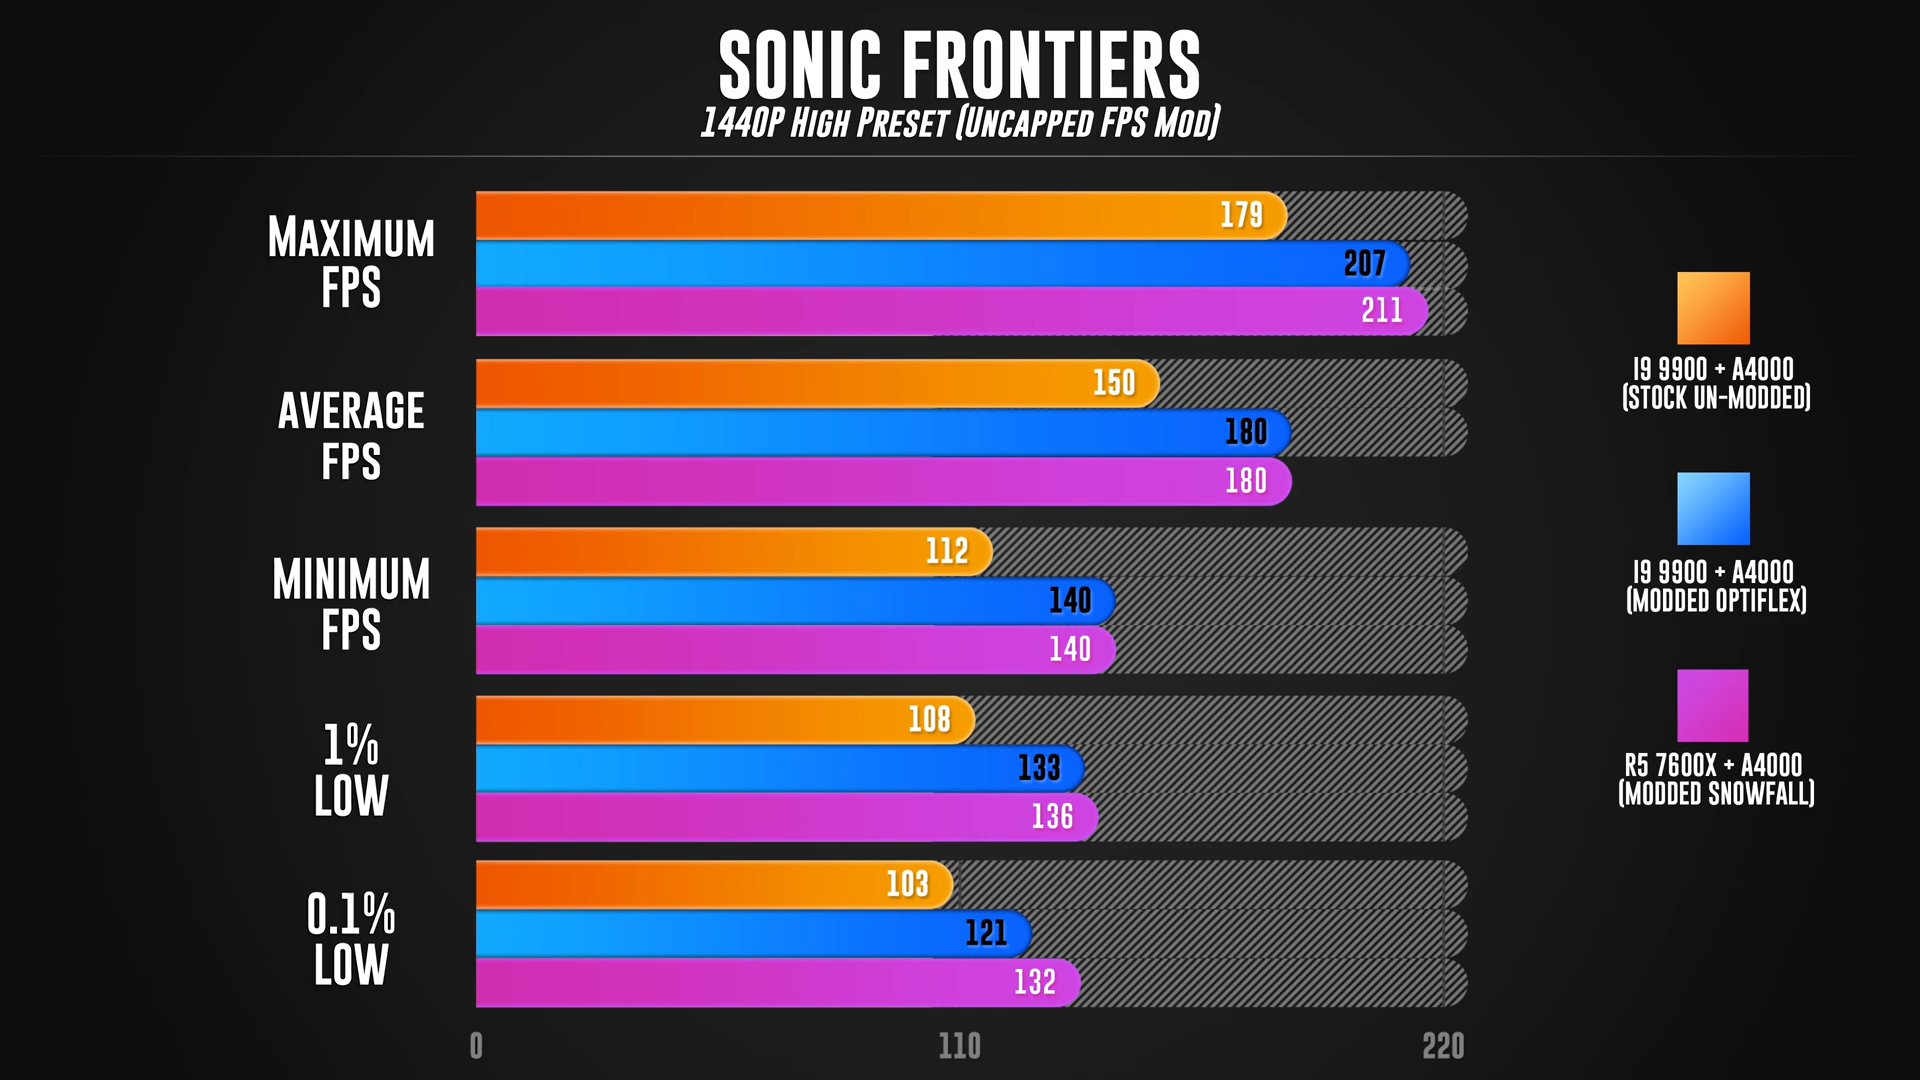 SONIC FRONTIERS
1440P HIGH PRESET (UNCAPPED FPS MOD)
MAXIMUM
FPS
179
207
211
AVERAGE
FPS
150
180
180
MINIMUM
FPS
112
140
140
1%
LOW
108
133
136
0.1%
LOW
103
121
132
0
110
220
I9 9900 + A4000
(STOCK UN-MODDED)
I9 9900 + A4000
(MODDED OPTIFLEX)
R5 7600X + A4000
(MODDED SNOWFALL)